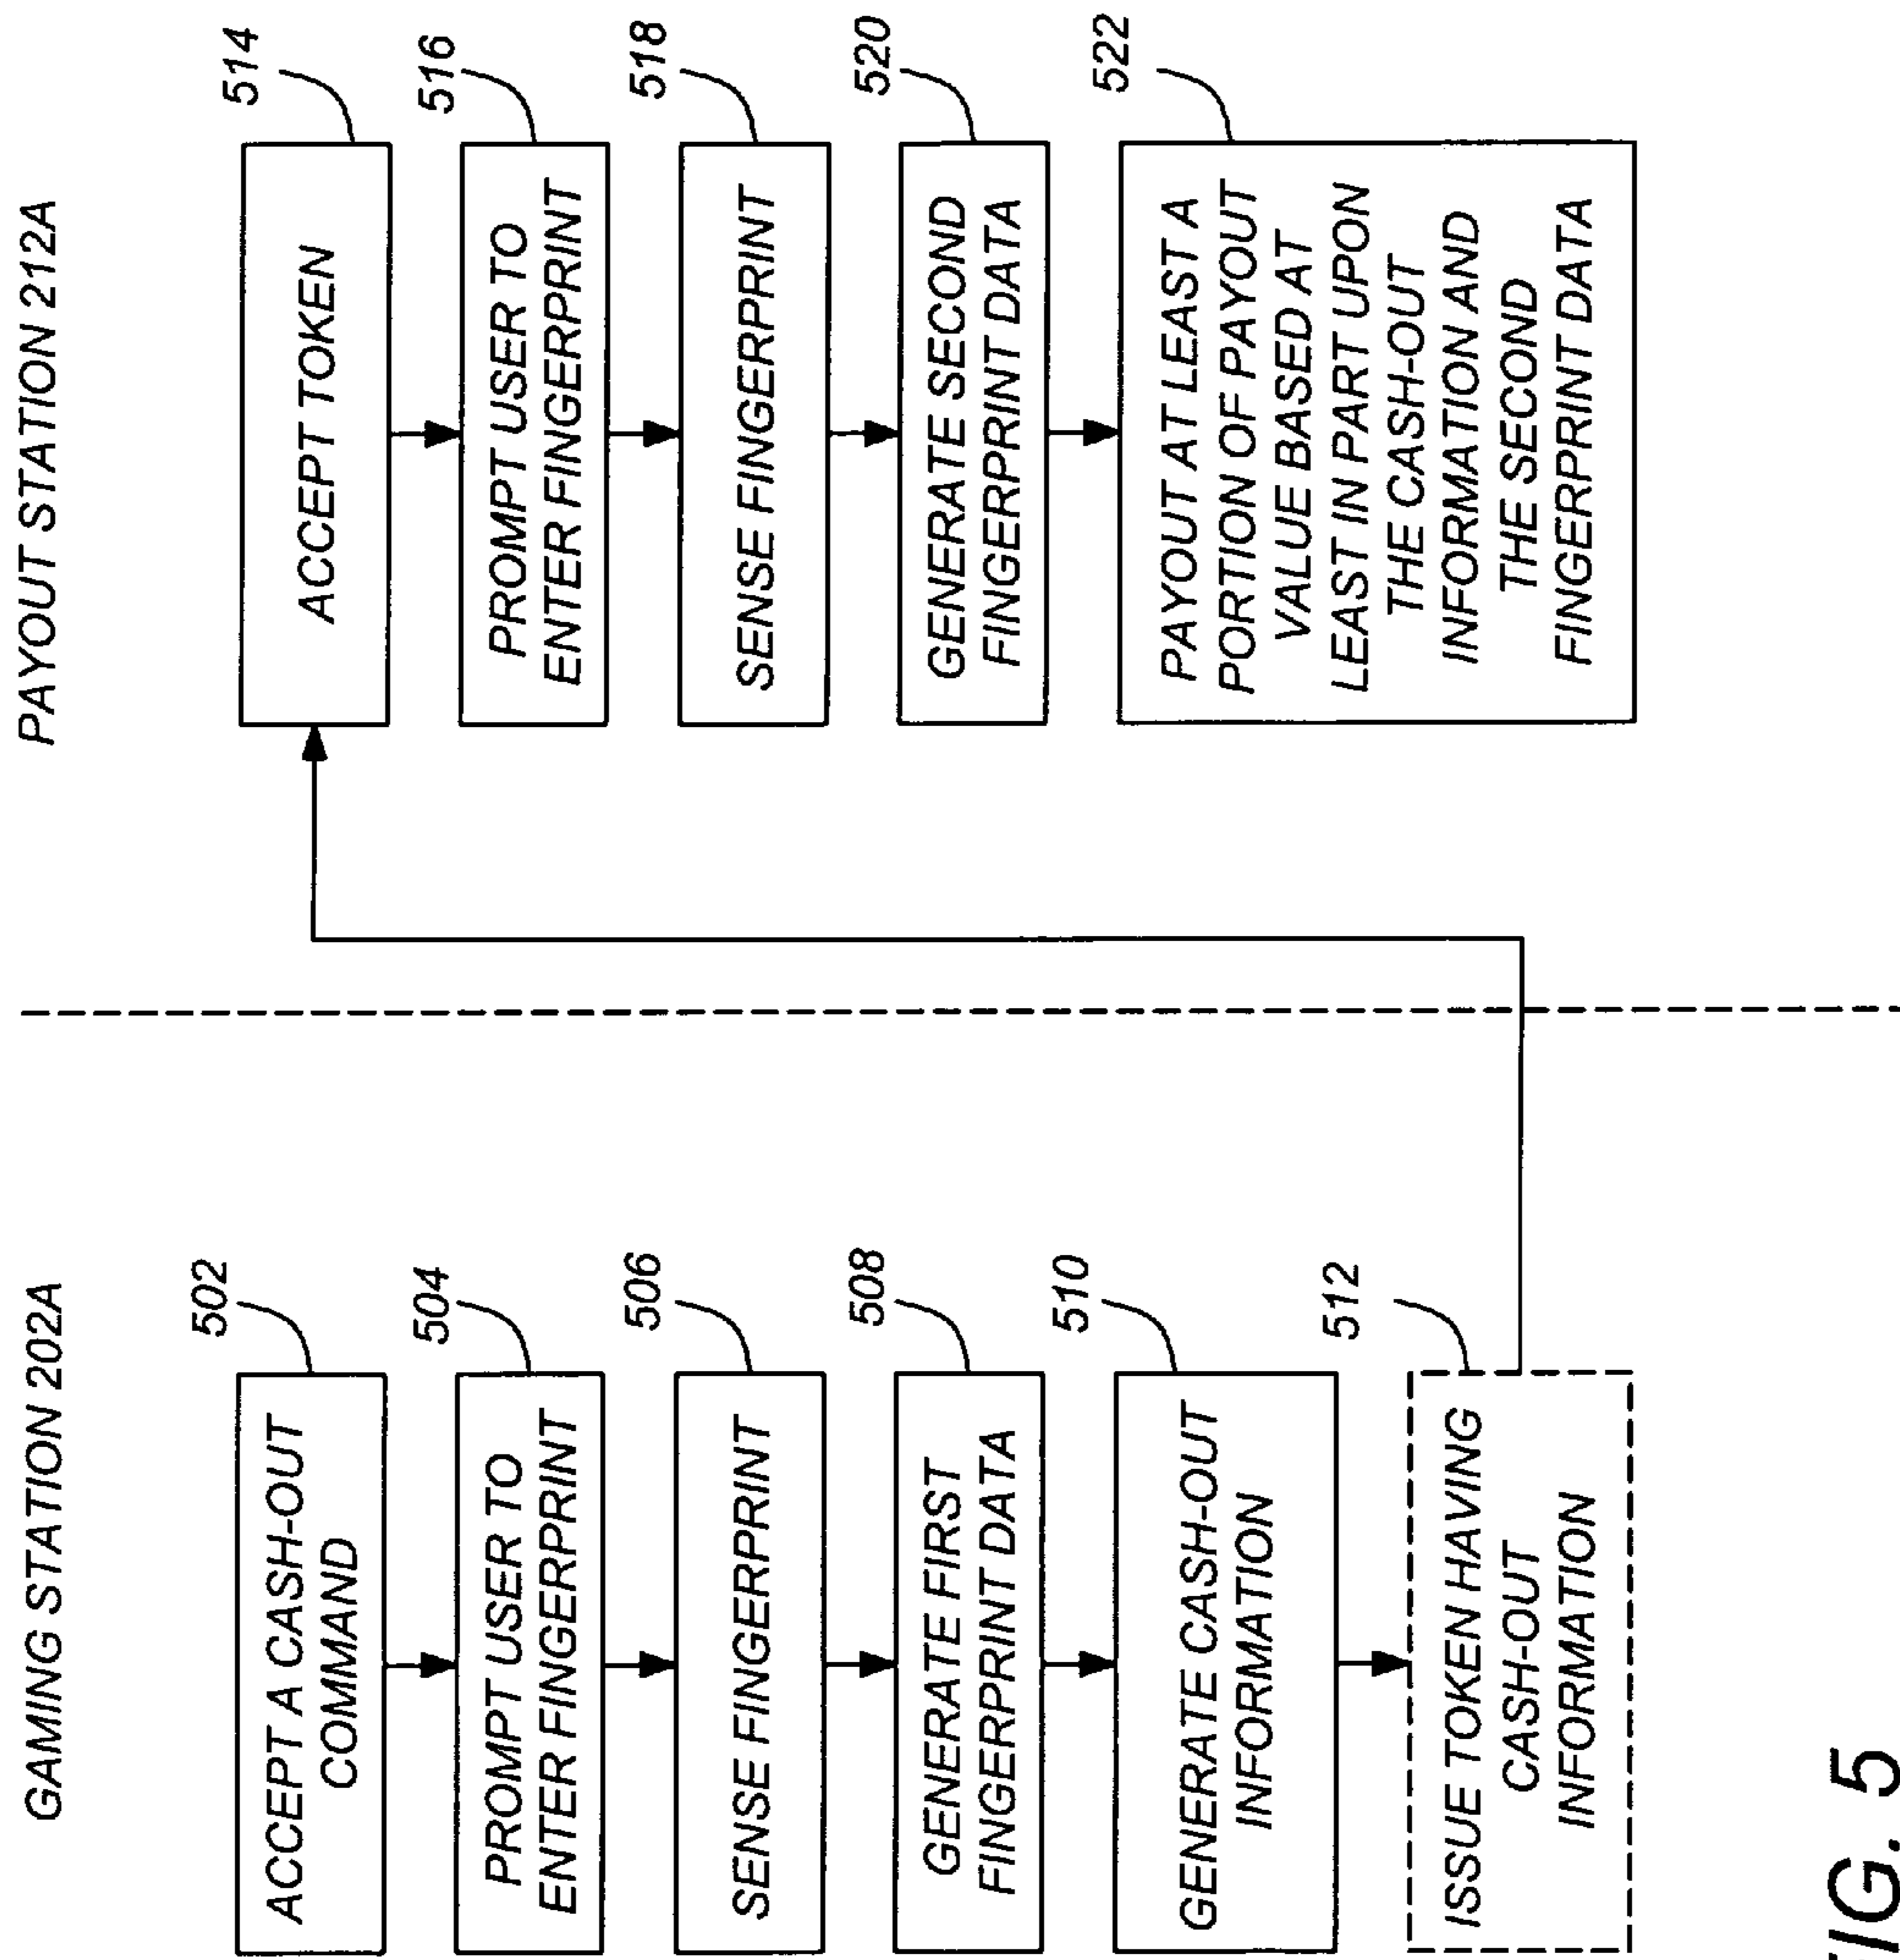 GAMING STATION 202A
502
ACCEPT A CASH-OUT
COMMAND
504
PROMPT USER TO
ENTER FINGERPRINT
506
SENSE FINGERPRINT
508
GENERATE FIRST
FINGERPRINT DATA
510
GENERATE CASH-OUT
INFORMATION
512
ISSUE TOKEN HAVING
CASH-OUT
INFORMATION
PAYOUT STATION 212A
514
ACCEPT TOKEN
516
PROMPT USER TO
ENTER FINGERPRINT
518
SENSE FINGERPRINT
520
GENERATE SECOND
FINGERPRINT DATA
522
PAYOUT AT LEAST A
PORTION OF PAYOUT
VALUE BASED AT
LEAST IN PART UPON
THE CASH-OUT
INFORMATION AND
THE SECOND
FINGERPRINT DATA
FIG. 5